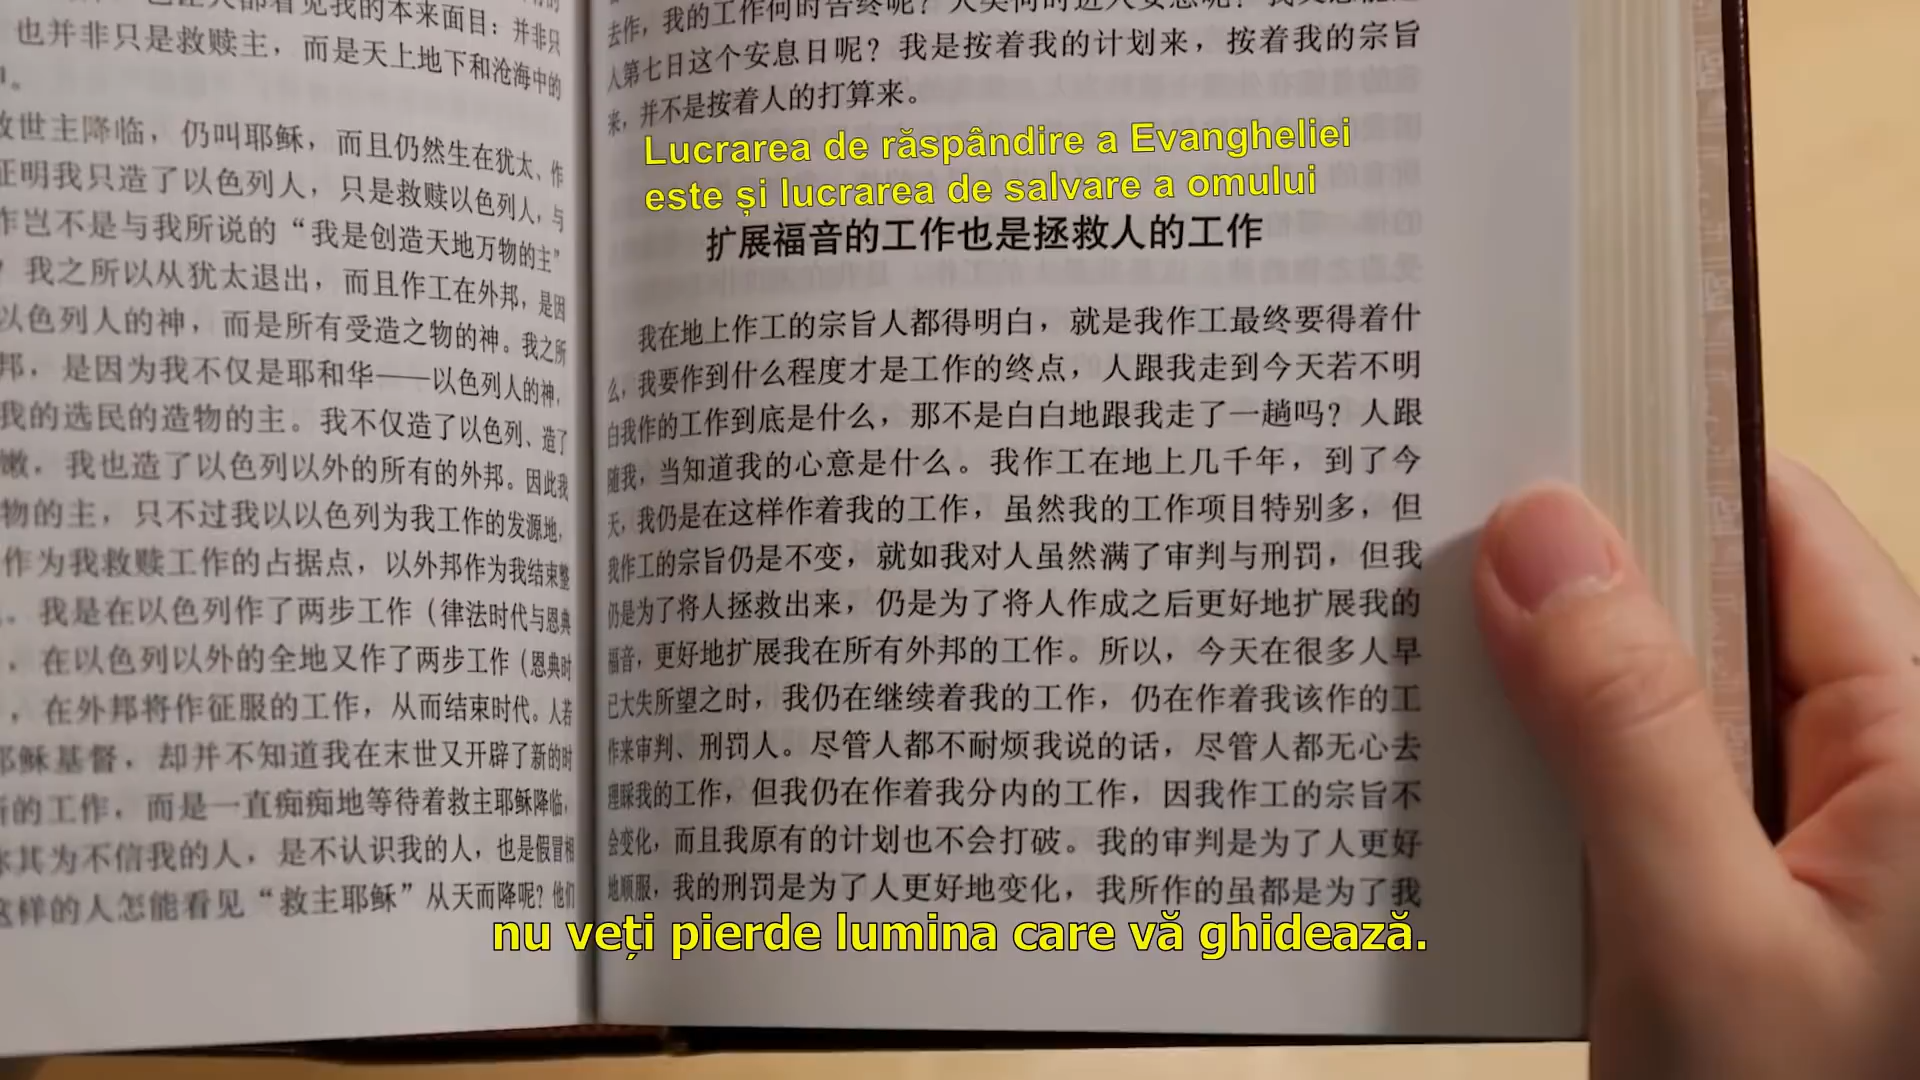 也并非只是救赎主，而是天上地下和沧海中的
救世主降临，仍叫耶稣，而且仍然生在犹太、作
证明我只造了以色列人，只是救赎以色列人，与
作岂不是与我所说的“我是创造天地万物的主”
？我之所以从犹太退出，而且作工在外邦，是因
以色列人的神，而是所有受造之物的神。我之所
邦，是因为我不仅是耶和华——以色列人的神，
我的选民的造物的主。我不仅造了以色列、造了
嫩，我也造了以色列以外的所有的外邦。因此我
物的主，只不过我以以色列为我工作的发源地，
作为我救赎工作的占据点，以外邦作为我结束整
。我是在以色列作了两步工作（律法时代与恩典
，在以色列以外的全地又作了两步工作（恩典时
，在外邦将作征服的工作，从而结束时代。人若
耶稣基督，却并不知道我在末世又开辟了新的时
新的工作，而是一直痴痴地等待着救主耶稣降临，
其为不信我的人，是不认识我的人，也是假冒相
这样的人怎能看见“救主耶稣”从天而降呢？他们
去作，我的工作何时告终呢？人类何时进入安息呢？
人第七日这个安息日呢？我是按着我的计划来，按着我的宗旨
来，并不是按着人的打算来。
Lucrarea de răspândire a Evangheliei
este și lucrarea de salvare a omului
扩展福音的工作也是拯救人的工作
我在地上作工的宗旨人都得明白，就是我作工最终要得着什
么，我要作到什么程度才是工作的终点，人跟我走到今天若不明
白我作的工作到底是什么，那不是白白地跟我走了一趟吗？人跟
随我，当知道我的心意是什么。我作工在地上几千年，到了今
天，我仍是在这样作着我的工作，虽然我的工作项目特别多，但
我作工的宗旨仍是不变，就如我对人虽然满了审判与刑罚，但我
仍是为了将人拯救出来，仍是为了将人作成之后更好地扩展我的
福音，更好地扩展我在所有外邦的工作。所以，今天在很多人早
已大失所望之时，我仍在继续着我的工作，仍在作着我该作的工
作来审判、刑罚人。尽管人都不耐烦我说的话，尽管人都无心去
理睬我的工作，但我仍在作着我分内的工作，因我作工的宗旨不
会变化，而且我原有的计划也不会打破。我的审判是为了人更好
地顺服，我的刑罚是为了人更好地变化，我所作的虽都是为了我
nu veți pierde lumina care vă ghidează.